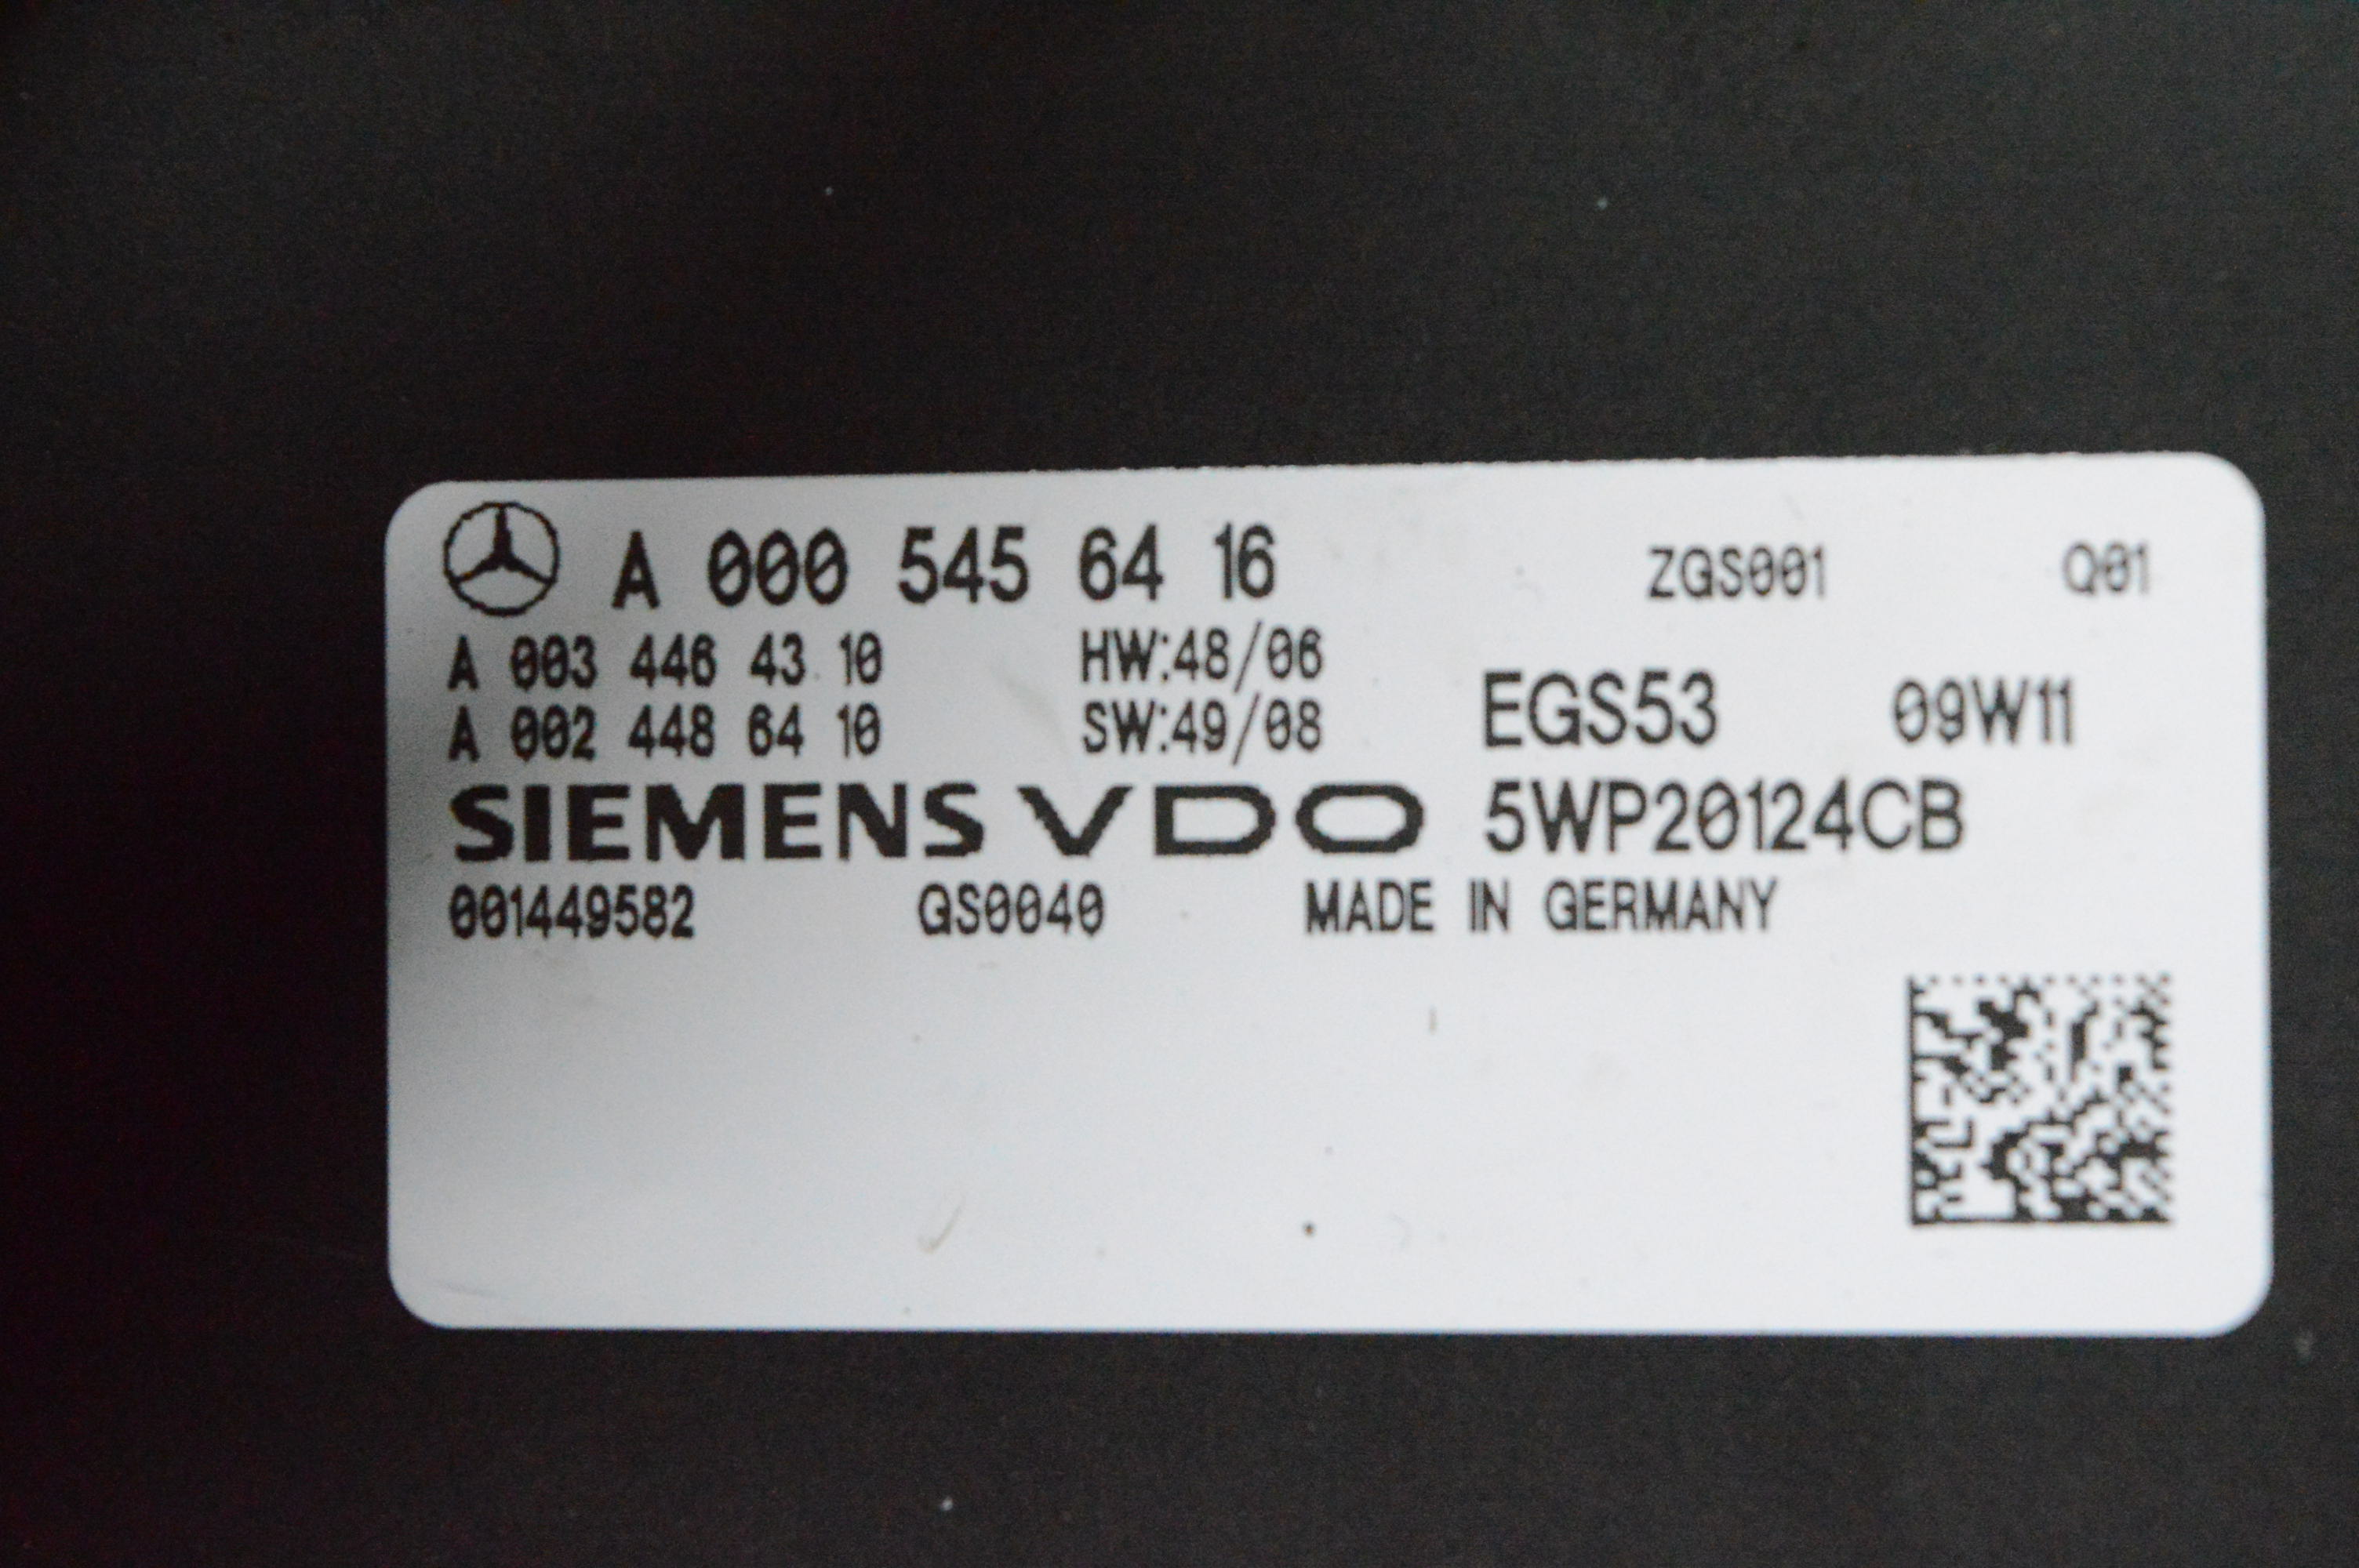 A 000 545 64 16 ZGS001 Q01
A 003 446 43 10 HW:48/06
A 002 448 64 10 SW:49/08 EGS53 09W11
SIEMENS VDO 5WP20124CB
001449582 GS0040 MADE IN GERMANY